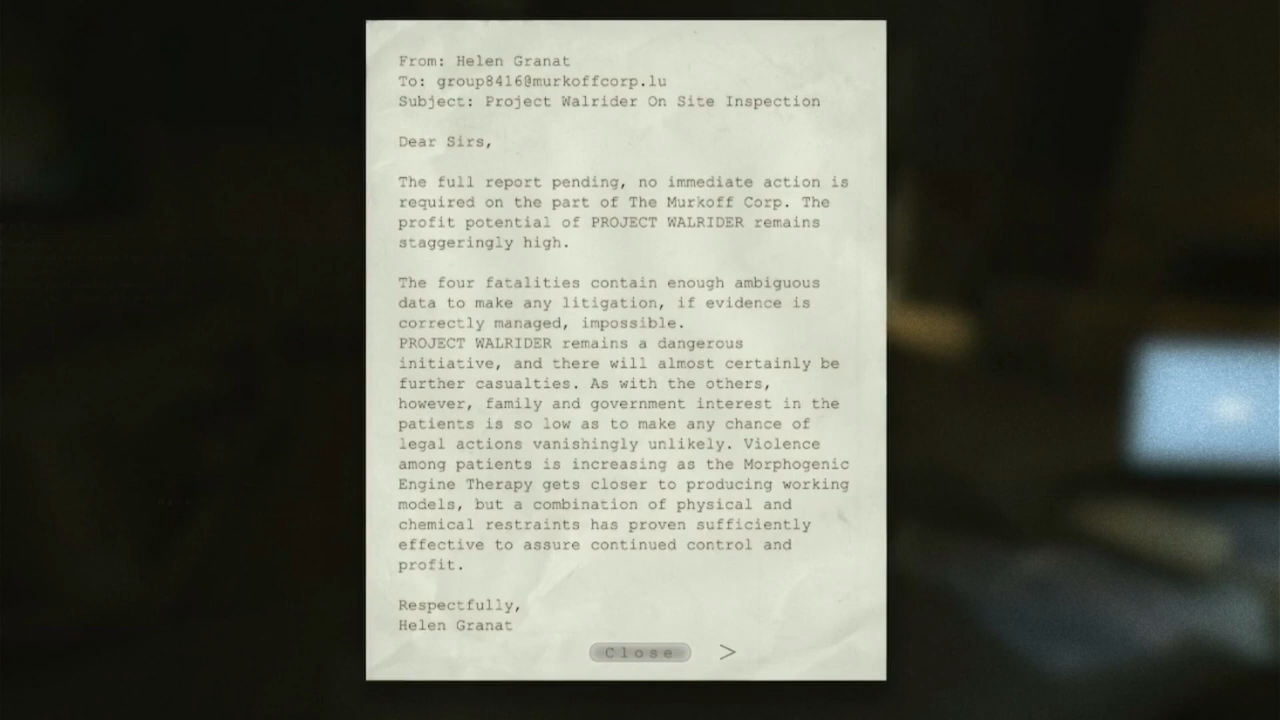 From: Helen Granat
To: group8416@murkoffcorp.lu
Subject: Project Walrider On Site Inspection
Dear Sirs,
The full report pending, no immediate action is
required on the part of The Murkoff Corp. The
profit potential of PROJECT WALRIDER remains
staggeringly high.
The four fatalities contain enough ambiguous
data to make any litigation, if evidence is
correctly managed, impossible.
PROJECT WALRIDER remains a dangerous
initiative, and there will almost certainly be
further casualties. As with the others,
however, family and government interest in the
patients is so low as to make any chance of
legal actions vanishingly unlikely. Violence
among patients is increasing as the Morphogenic
Engine Therapy gets closer to producing working
models, but a combination of physical and
chemical restraints has proven sufficiently
effective to assure continued control and
profit.
Respectfully,
Helen Granat
Close >